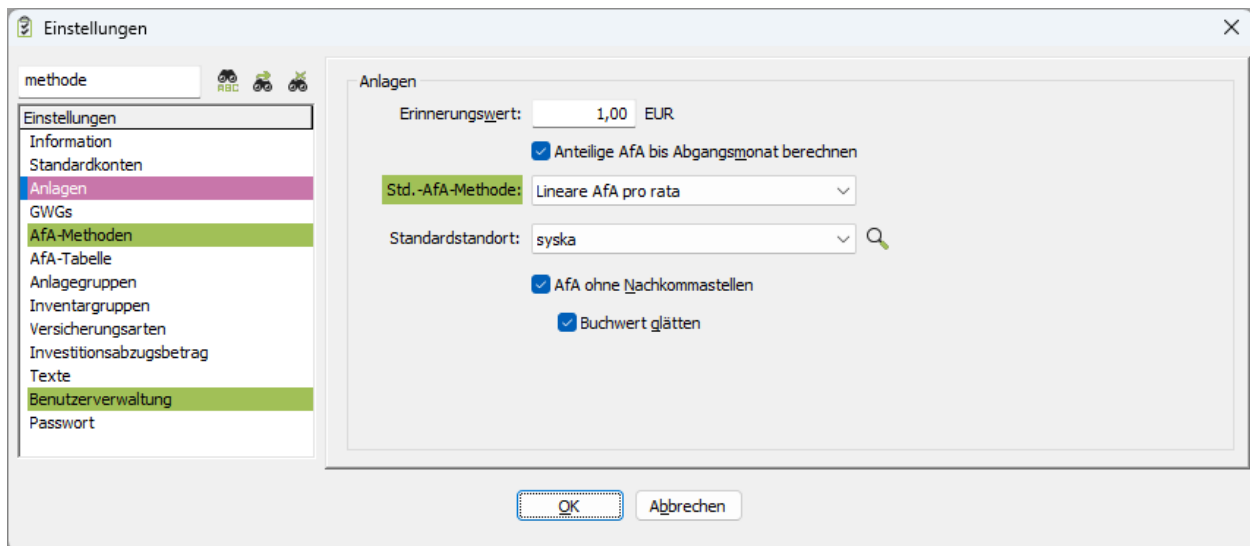 Einstellungen
methode
ABC
Einstellungen
Information
Standardkonten
Anlagen
GWGs
AfA-Methoden
AfA-Tabelle
Anlagegruppen
Inventargruppen
Versicherungsarten
Investitionsabzugsbetrag
Texte
Benutzerverwaltung
Passwort
Anlagen
Erinnerungswert: 1,00 EUR
Anteilige AfA bis Abgangsmonat berechnen
Std.-AfA-Methode: Lineare AfA pro rata
Standardstandort: syska
AfA ohne Nachkommastellen
Buchwert glätten
OK Abbrechen